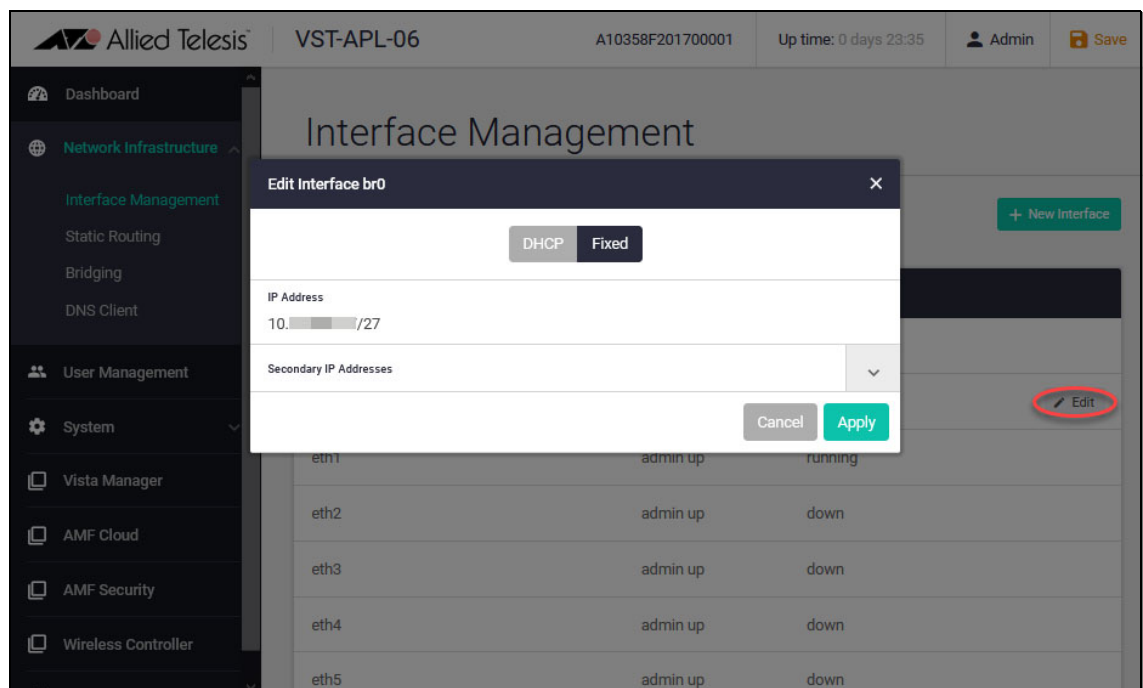 Allied Telesis
VST-APL-06
A10358F201700001
Up time: 0 days 23:35
Admin
Save
Dashboard
Network Infrastructure
Interface Management
Static Routing
Bridging
DNS Client
User Management
System
Vista Manager
AMF Cloud
AMF Security
Wireless Controller
Interface Management
+ New Interface
Edit Interface br0
DHCP
Fixed
IP Address
10. /27
Secondary IP Addresses
Cancel
Apply
Edit
eth1 admin up running
eth2 admin up down
eth3 admin up down
eth4 admin up down
eth5 admin up down